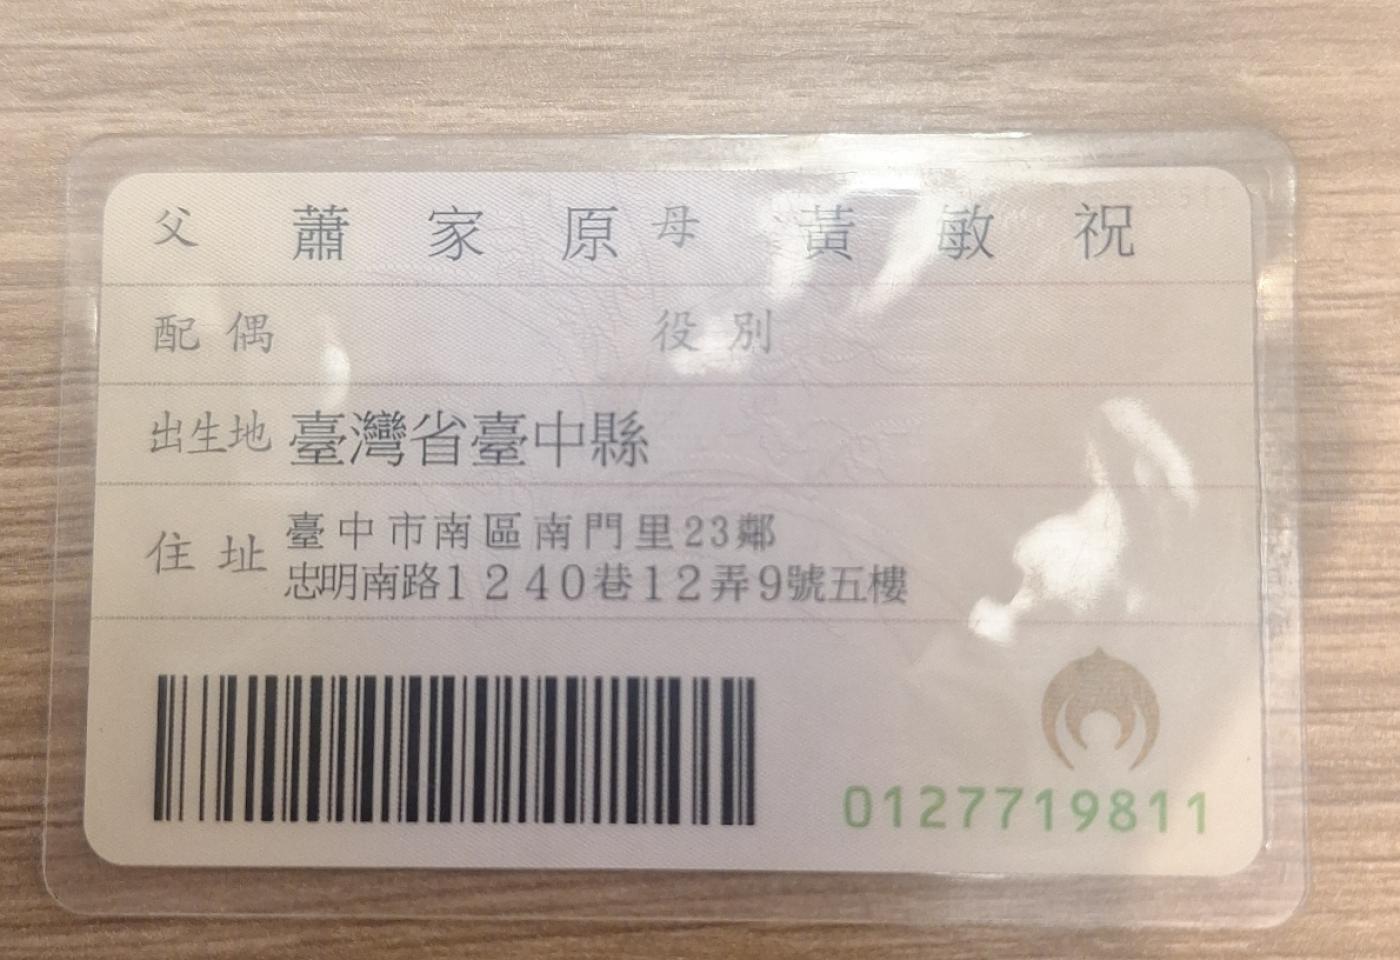 父 蕭家原 母 黃敏祝
配偶 役別
出生地 臺灣省臺中縣
住址 臺中市南區南門里23鄰
忠明南路1240巷12弄9號五樓
0127719811